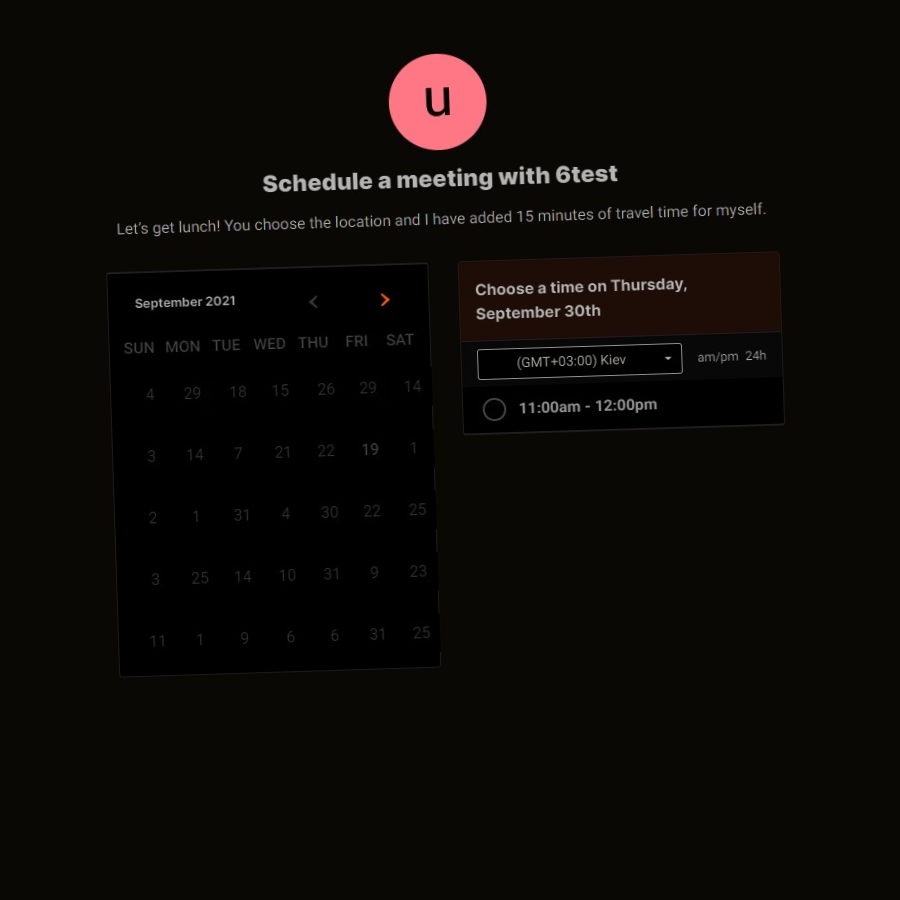 u
Schedule a meeting with 6test
Let's get lunch! You choose the location and I have added 15 minutes of travel time for myself.
September 2021
SUN MON TUE WED THU FRI SAT
4 29 18 15 26 29 14
3 14 7 21 22 19 1
2 1 31 4 30 22 25
3 25 14 10 31 9 23
11 1 9 6 6 31 25
Choose a time on Thursday,
September 30th
(GMT+03:00) Kiev am/pm 24h
11:00am - 12:00pm